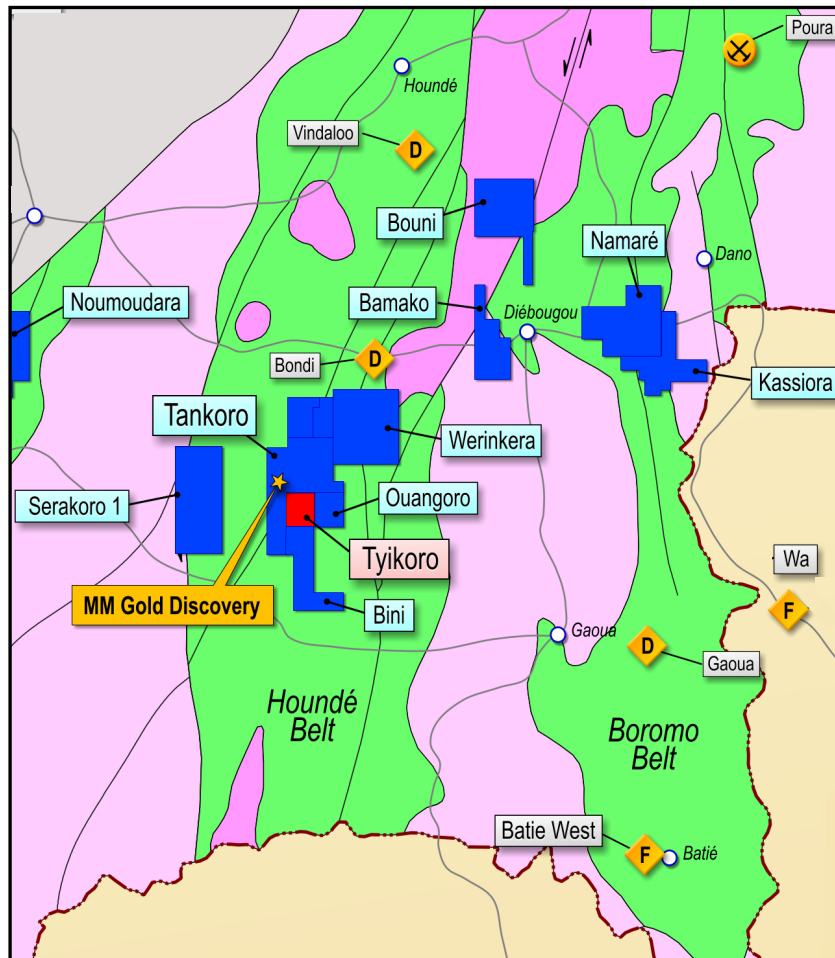 Poura
Houndé
Vindaloo
D
Bouni
Namaré
Dano
Noumoudara
Bamako
Diébougou
Bondi
D
Kassiora
Tankoro
Werinkera
Serakoro 1
Ouangoro
Tyikoro
Wa
MM Gold Discovery
Bini
F
Gaoua
D
Gaoua
Houndé
Belt
Boromo
Belt
Batie West
F
Batié